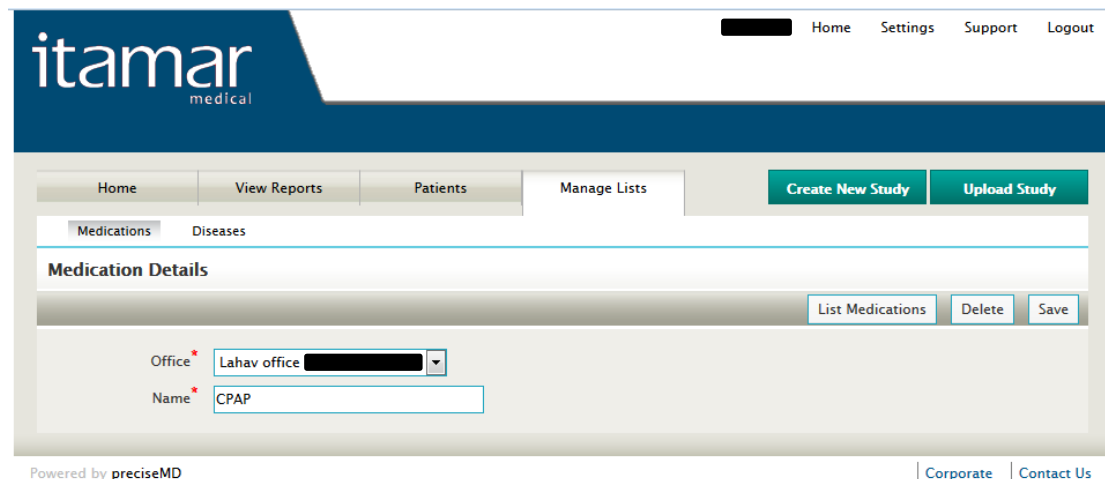 Home Settings Support Logout
itamar
medical
Home View Reports Patients Manage Lists Create New Study Upload Study
Medications Diseases
Medication Details
List Medications Delete Save
Office* Lahav office
Name* CPAP
Powered by preciseMD Corporate Contact Us